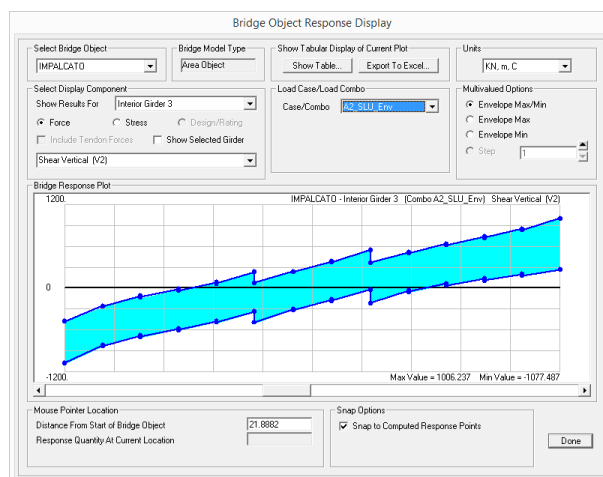 Bridge Object Response Display
Select Bridge Object
IMPALCATO
Bridge Model Type
Area Object
Show Tabular Display of Current Plot
Show Table...
Export To Excel...
Units
KN, m, C
Select Display Component
Show Results For
Interior Girder 3
Force
Stress
Design/Rating
Include Tendon Forces
Show Selected Girder
Shear Vertical (V2)
Load Case/Load Combo
Case/Combo
A2_SLU_Env
Multivalued Options
Envelope Max/Min
Envelope Max
Envelope Min
Step
1
Bridge Response Plot
1200.
IMPALCATO - Interior Girder 3 (Combo A2_SLU_Env) Shear Vertical (V2)
0
-1200.
Max Value = 1006.237 Min Value = -1077.487
Mouse Pointer Location
Distance From Start of Bridge Object
21.8882
Response Quantity At Current Location
Snap Options
Snap to Computed Response Points
Done